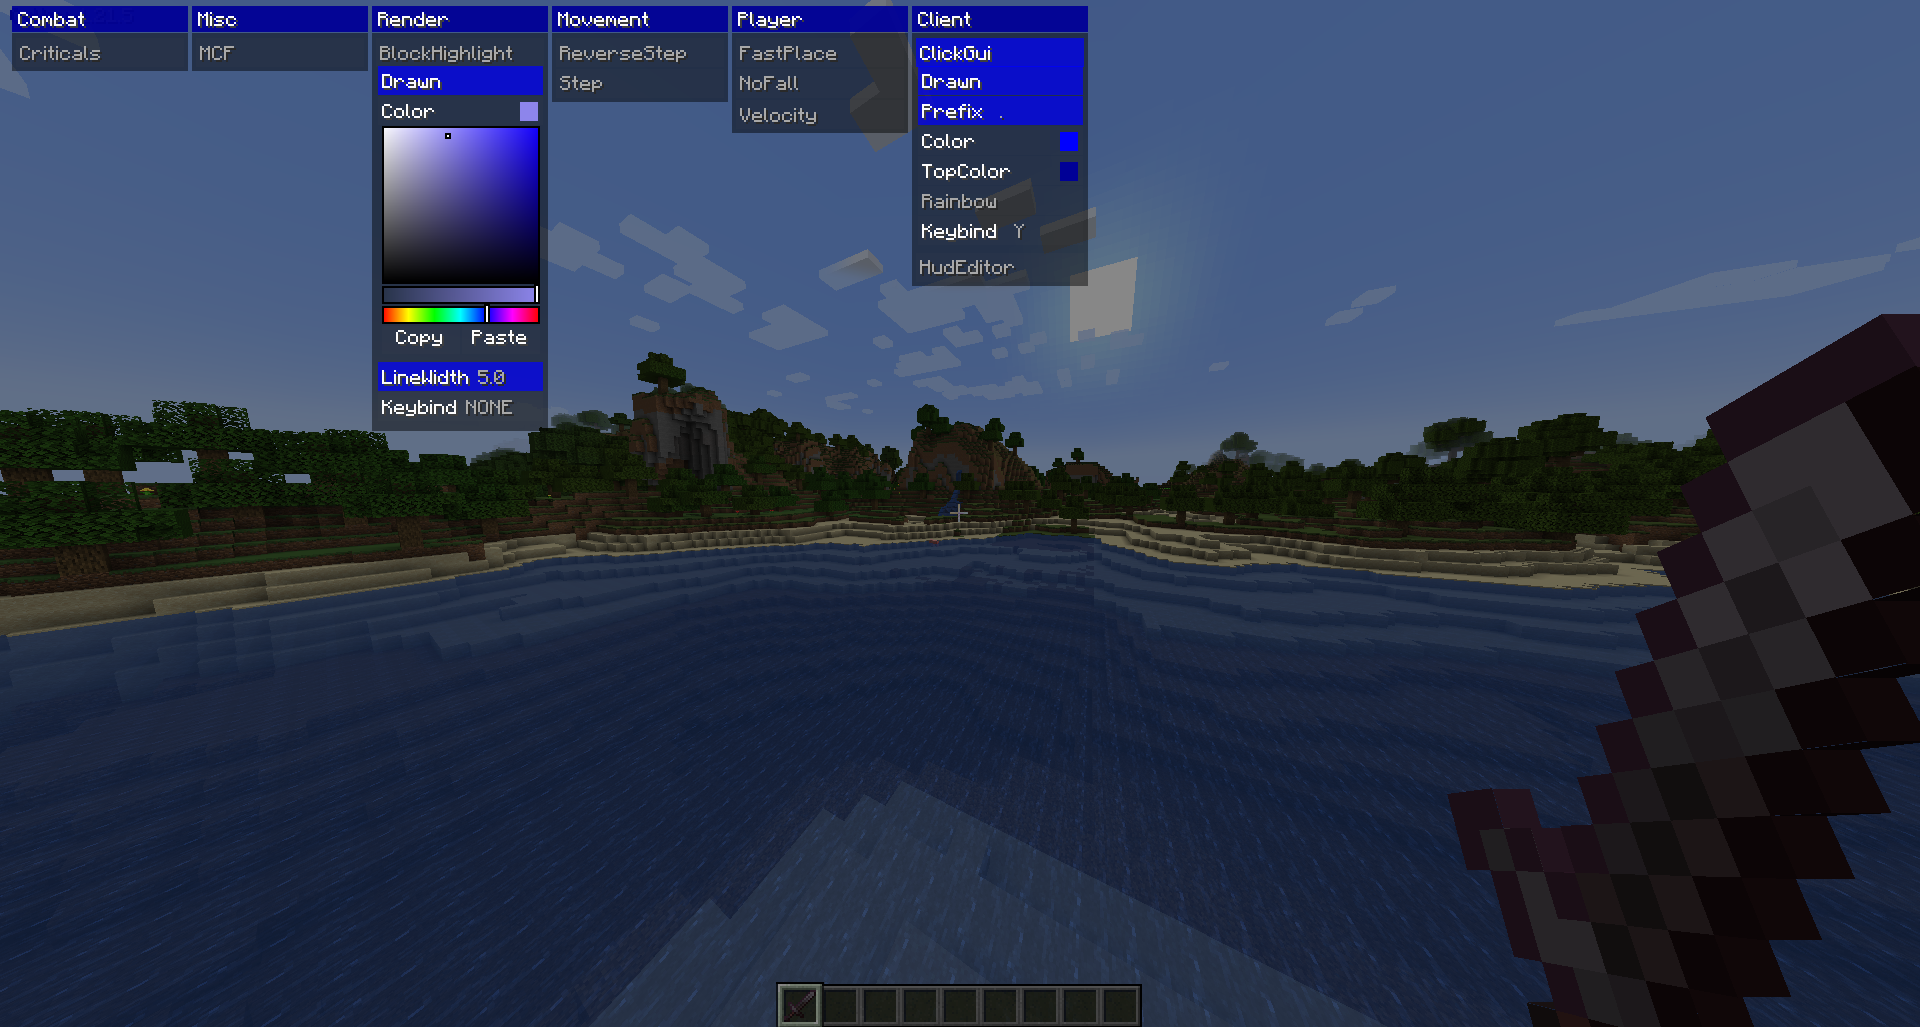 Combat
Criticals
Misc
MCF
Render
BlockHighlight
Drawn
Color
Copy Paste
LineWidth 5.0
Keybind NONE
Movement
ReverseStep
Step
Player
FastPlace
NoFall
Velocity
Client
ClickGui
Drawn
Prefix .
Color
TopColor
Rainbow
Keybind Y
HudEditor